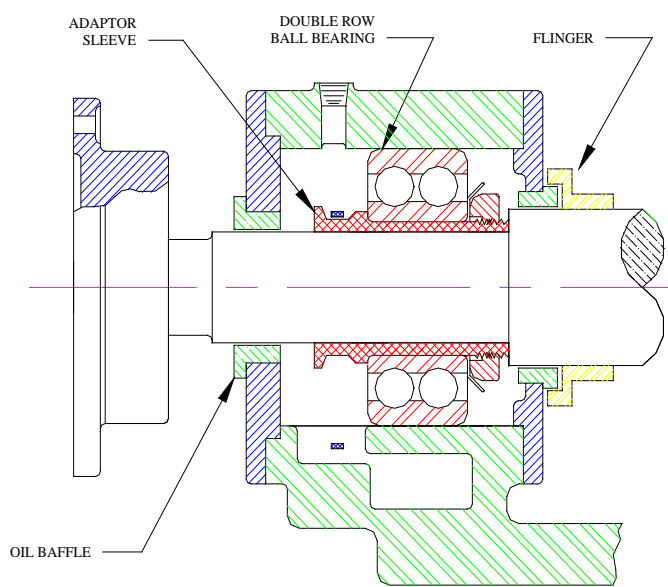 ADAPTOR
SLEEVE
DOUBLE ROW
BALL BEARING
FLINGER
OIL BAFFLE